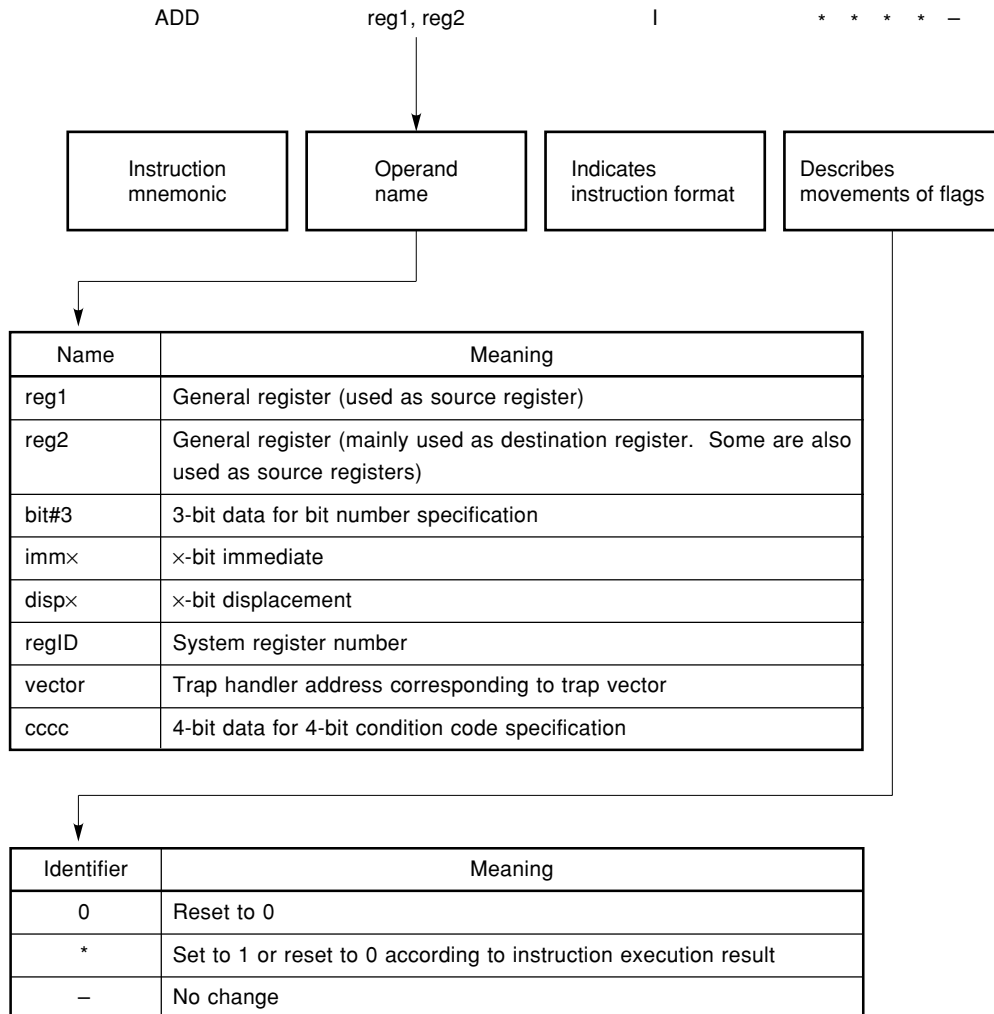 ADD reg1, reg2 I * * * * –
Instruction mnemonic
Operand name
Indicates instruction format
Describes movements of flags
Name Meaning
reg1 General register (used as source register)
reg2 General register (mainly used as destination register. Some are also
used as source registers)
bit#3 3-bit data for bit number specification
imm× ×-bit immediate
disp× ×-bit displacement
regID System register number
vector Trap handler address corresponding to trap vector
cccc 4-bit data for 4-bit condition code specification
Identifier Meaning
0 Reset to 0
* Set to 1 or reset to 0 according to instruction execution result
– No change